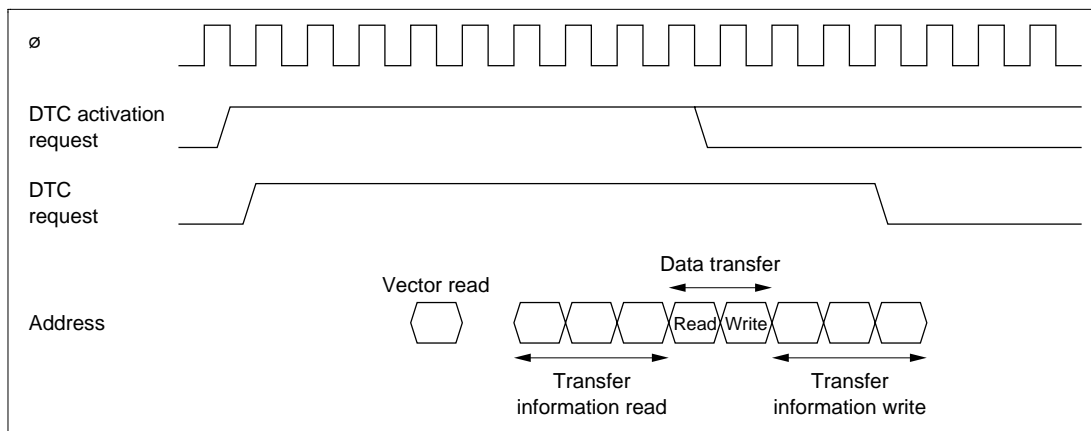 ø
DTC activation
request
DTC
request
Data transfer
Vector read
Address
Read Write
Transfer
information read
Transfer
information write